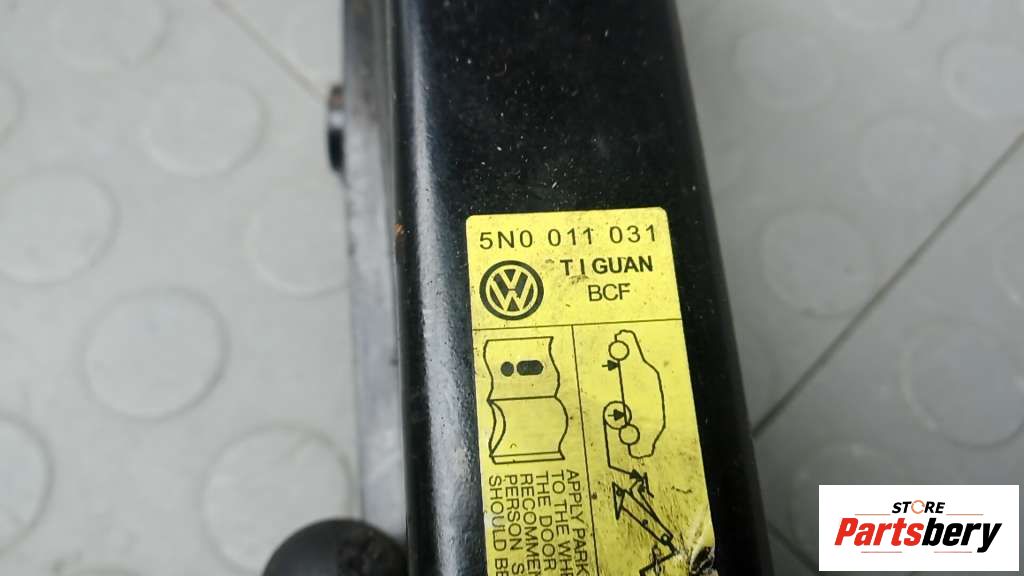 5N0 011 031
TIGUAN
BCF
APPLY PARK
TO THE WHE
THE DOOR
RECOMMEN
PERSON S
SHOULD BE
STORE
Partsbery